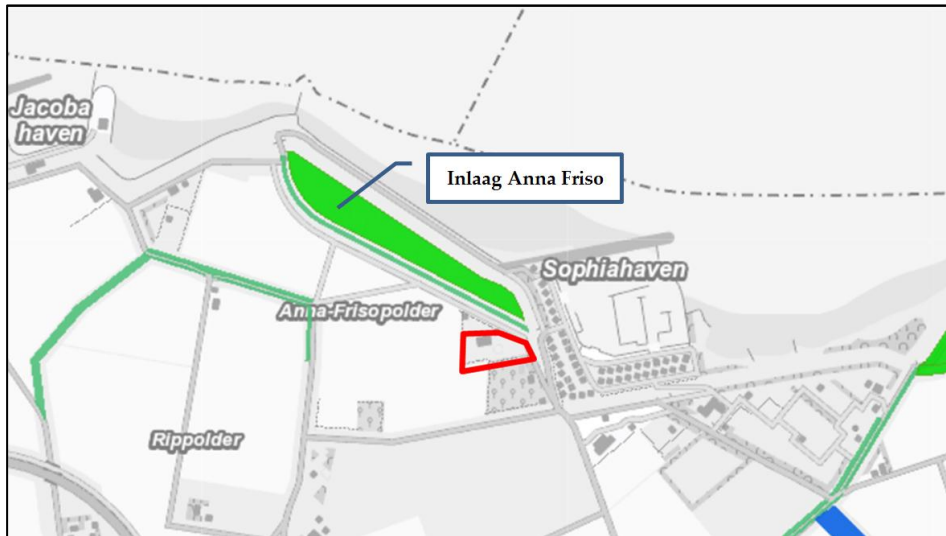 Jacoba
haven
Inlaag Anna Friso
Sophiahaven
Anna-Frisopolder
Rippolder